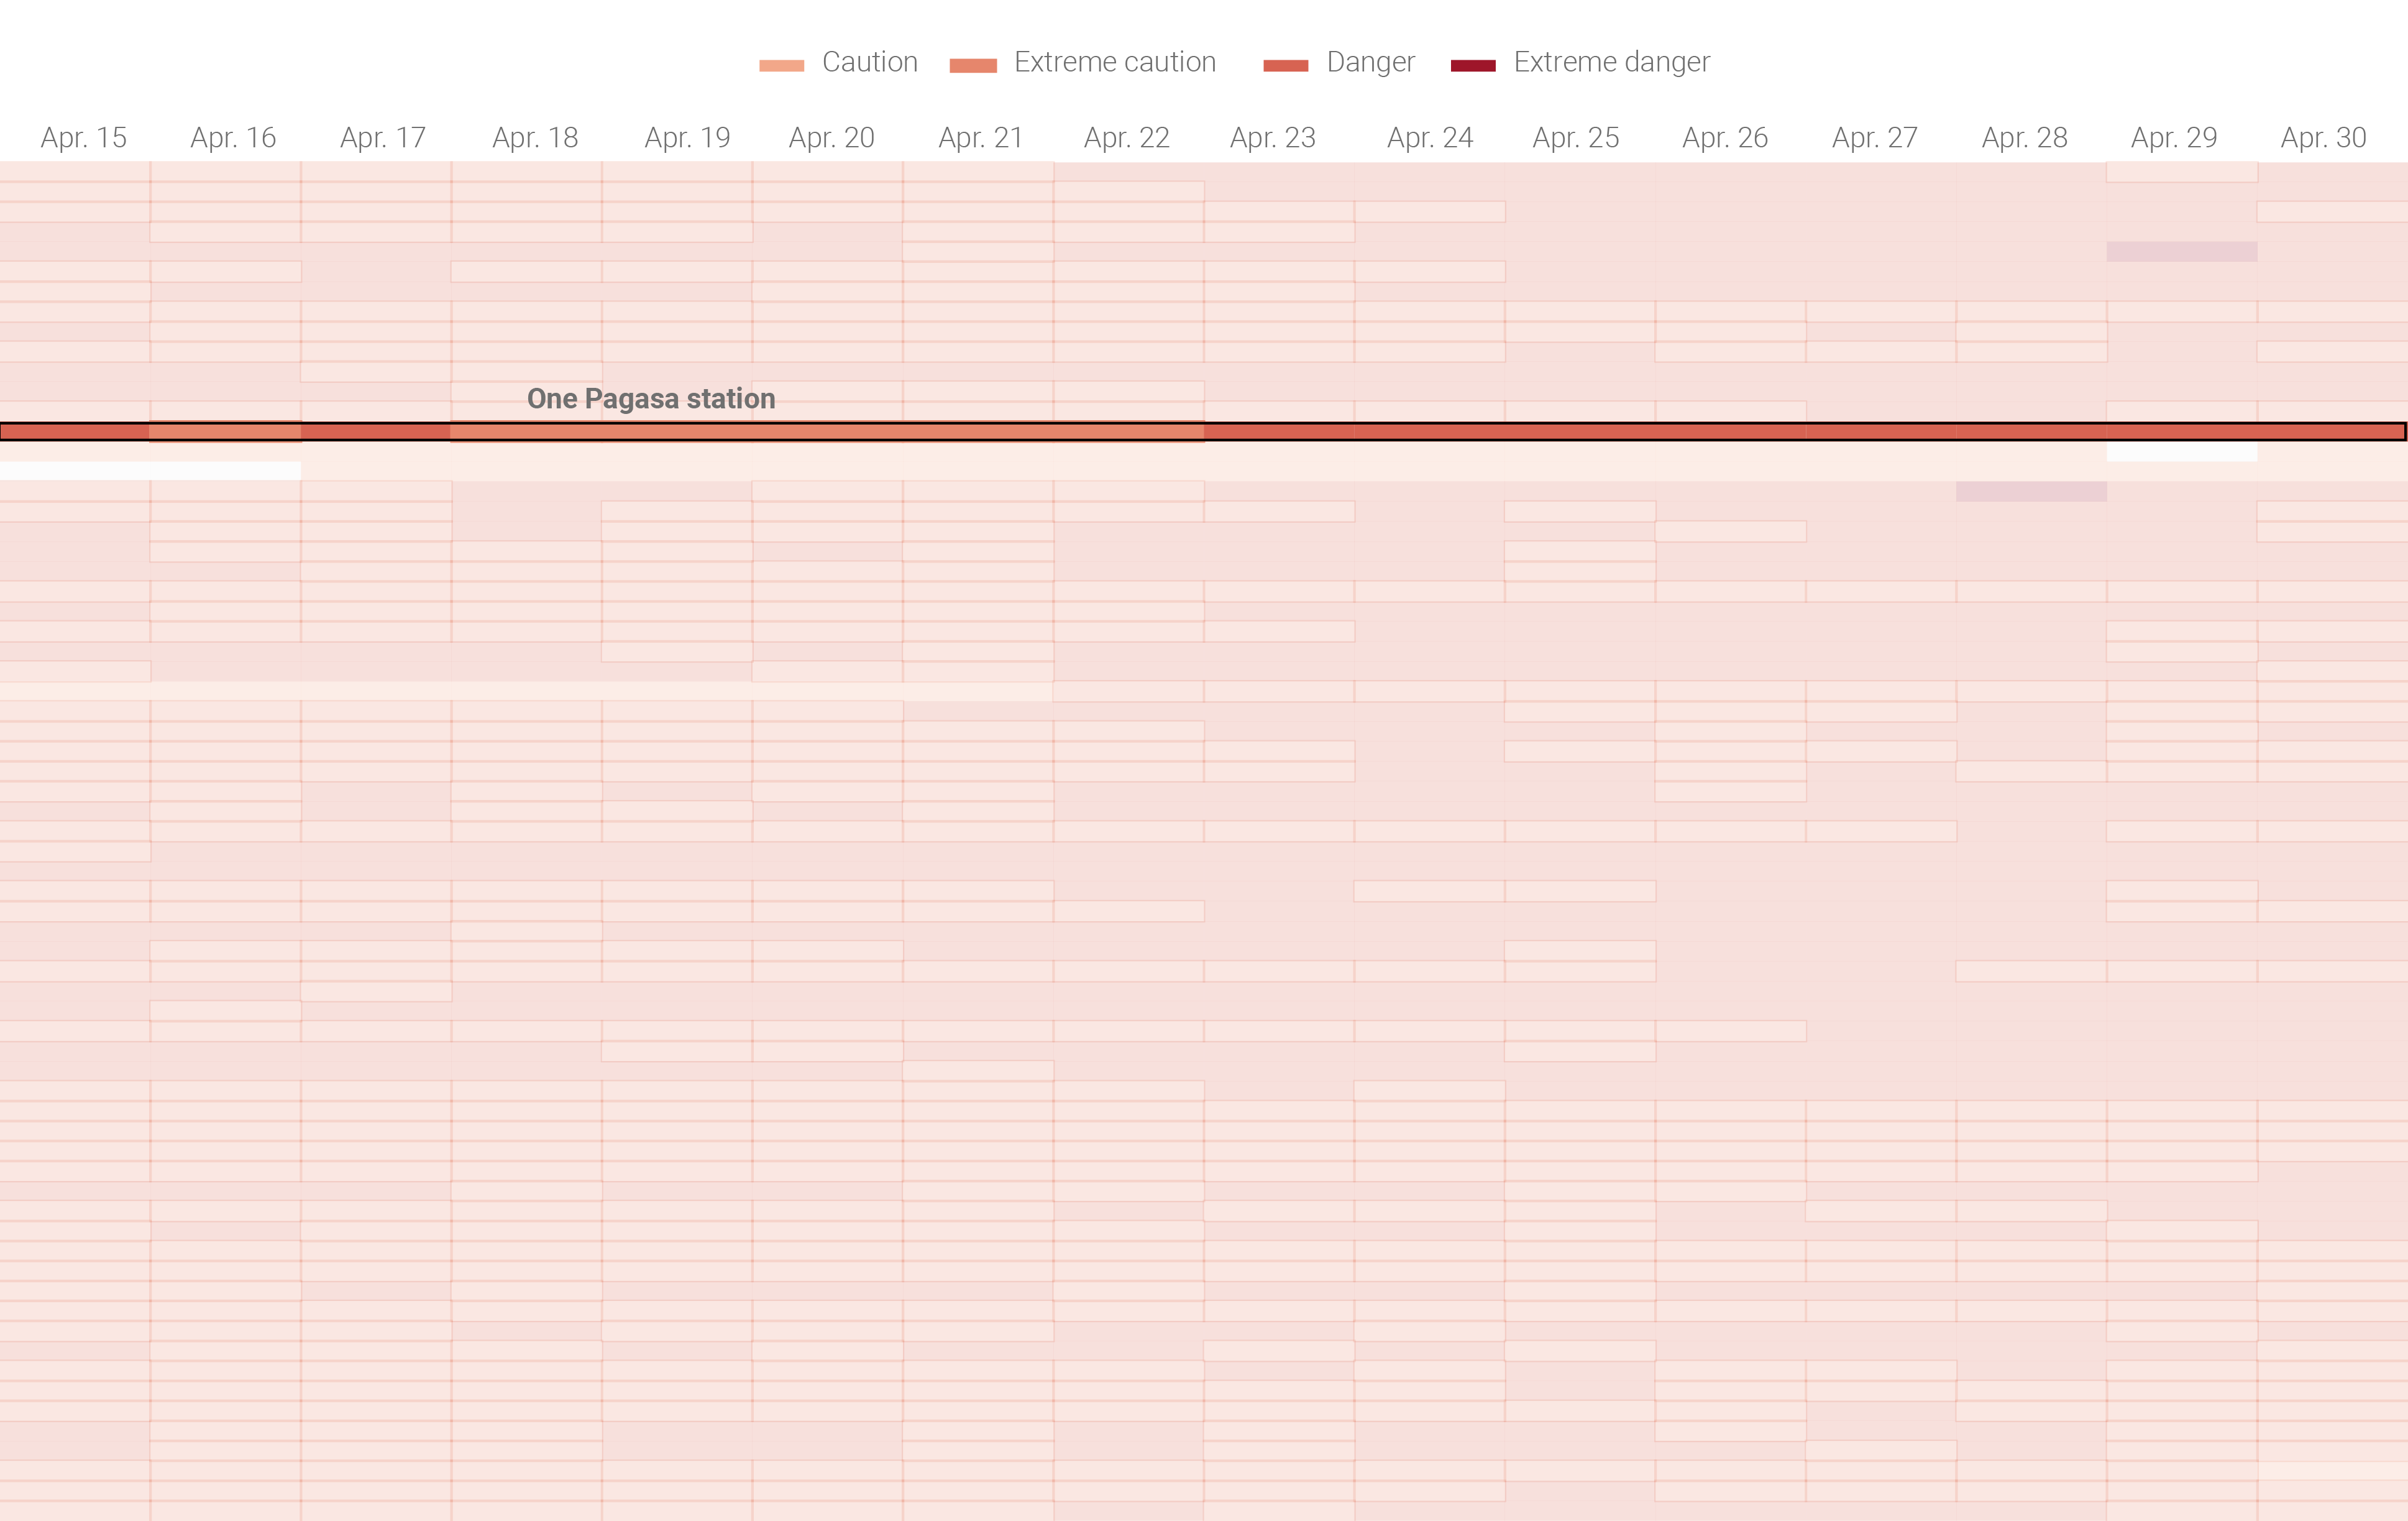 Caution Extreme caution Danger Extreme danger
Apr. 15 Apr. 16 Apr. 17 Apr. 18 Apr. 19 Apr. 20 Apr. 21 Apr. 22 Apr. 23 Apr. 24 Apr. 25 Apr. 26 Apr. 27 Apr. 28 Apr. 29 Apr. 30
One Pagasa station